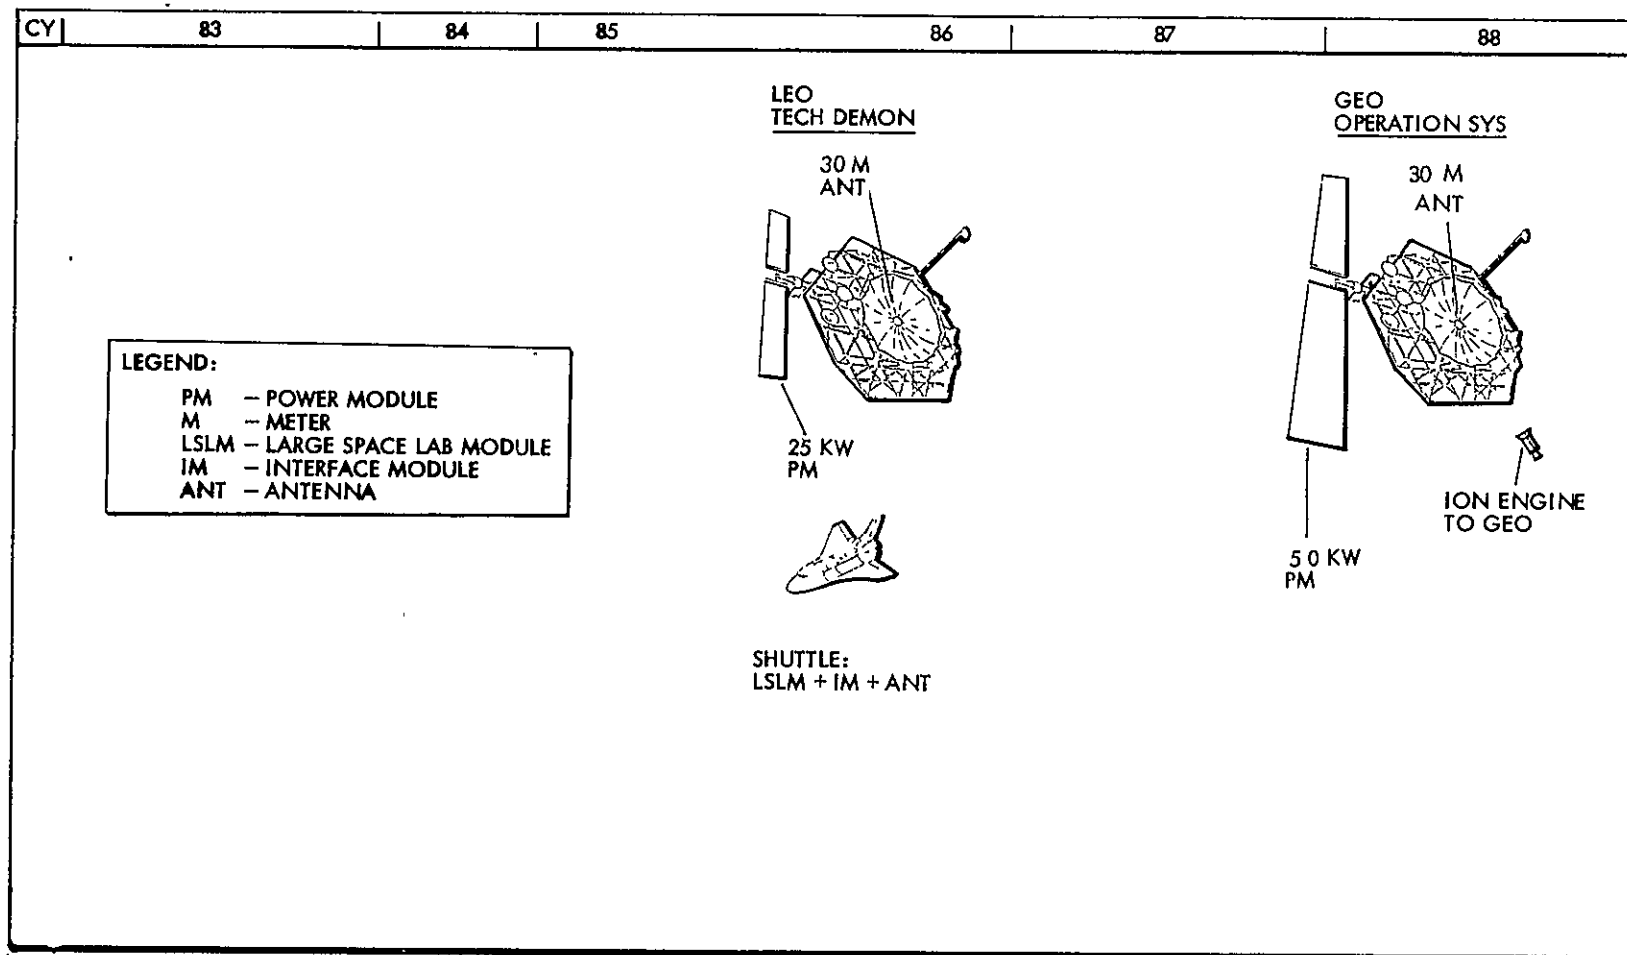 CY 83 84 85 86 87 88
LEO
TECH DEMON
30 M
ANT
25 KW
PM
SHUTTLE:
LSLM + IM + ANT
GEO
OPERATION SYS
30 M
ANT
50 KW
PM
ION ENGINE
TO GEO
LEGEND:
PM – POWER MODULE
M – METER
LSLM – LARGE SPACE LAB MODULE
IM – INTERFACE MODULE
ANT – ANTENNA